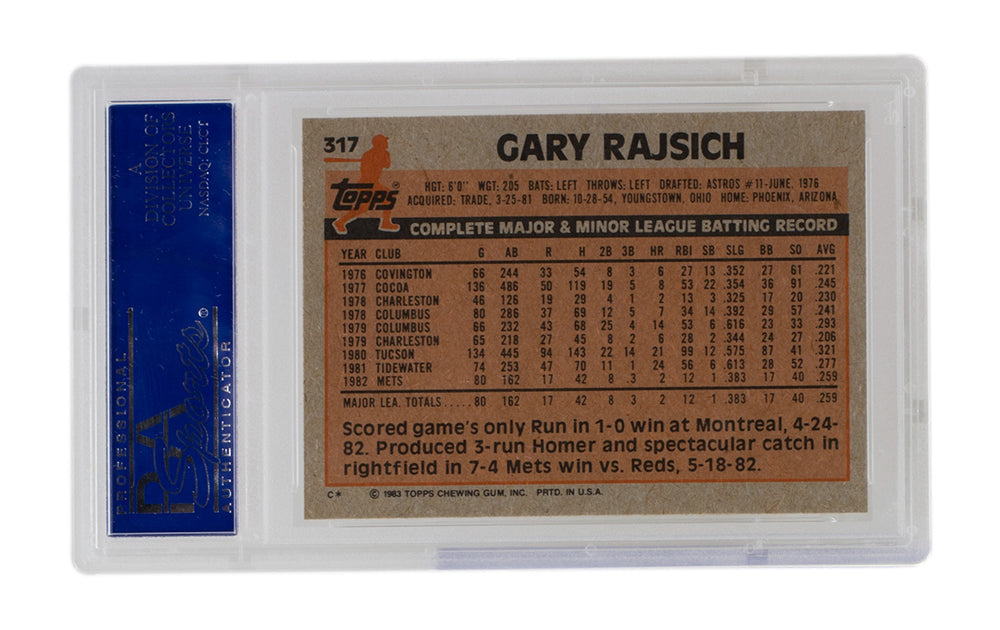 A
DIVISION OF
COLLECTORS
UNIVERSE
NASDAQ: CLCT
PROFESSIONAL
PSA
Sports®
AUTHENTICATOR
317
GARY RAJSICH
TOPPS®
HGT: 6'0" WGT: 205 BATS: LEFT THROWS: LEFT DRAFTED: ASTROS #11-JUNE, 1976
ACQUIRED: TRADE, 3-25-81 BORN: 10-28-54, YOUNGSTOWN, OHIO HOME: PHOENIX, ARIZONA
COMPLETE MAJOR & MINOR LEAGUE BATTING RECORD
YEAR CLUB G AB R H 2B 3B HR RBI SB SLG BB SO AVG
1976 COVINGTON 66 244 33 54 8 3 6 27 13 .352 27 61 .221
1977 COCOA 136 486 50 119 19 5 8 53 22 .354 36 91 .245
1978 CHARLESTON 46 126 19 29 4 1 2 13 3 .325 17 20 .230
1978 COLUMBUS 80 286 37 69 12 5 7 34 14 .392 29 57 .241
1979 COLUMBUS 66 232 43 68 25 4 14 53 6 .616 23 33 .293
1979 CHARLESTON 65 218 27 45 8 2 6 28 2 .344 24 27 .206
1980 TUCSON 134 445 94 143 22 14 21 99 12 .575 87 41 .321
1981 TIDEWATER 74 253 47 70 11 1 24 56 6 .613 28 52 .277
1982 METS 80 162 17 42 8 3 2 12 1 .383 17 40 .259
MAJOR LEA. TOTALS.....80 162 17 42 8 3 2 12 1 .383 17 40 .259
Scored game's only Run in 1-0 win at Montreal, 4-24-
82. Produced 3-run Homer and spectacular catch in
rightfield in 7-4 Mets win vs. Reds, 5-18-82.
C* © 1983 TOPPS CHEWING GUM, INC. PRTD. IN U.S.A.